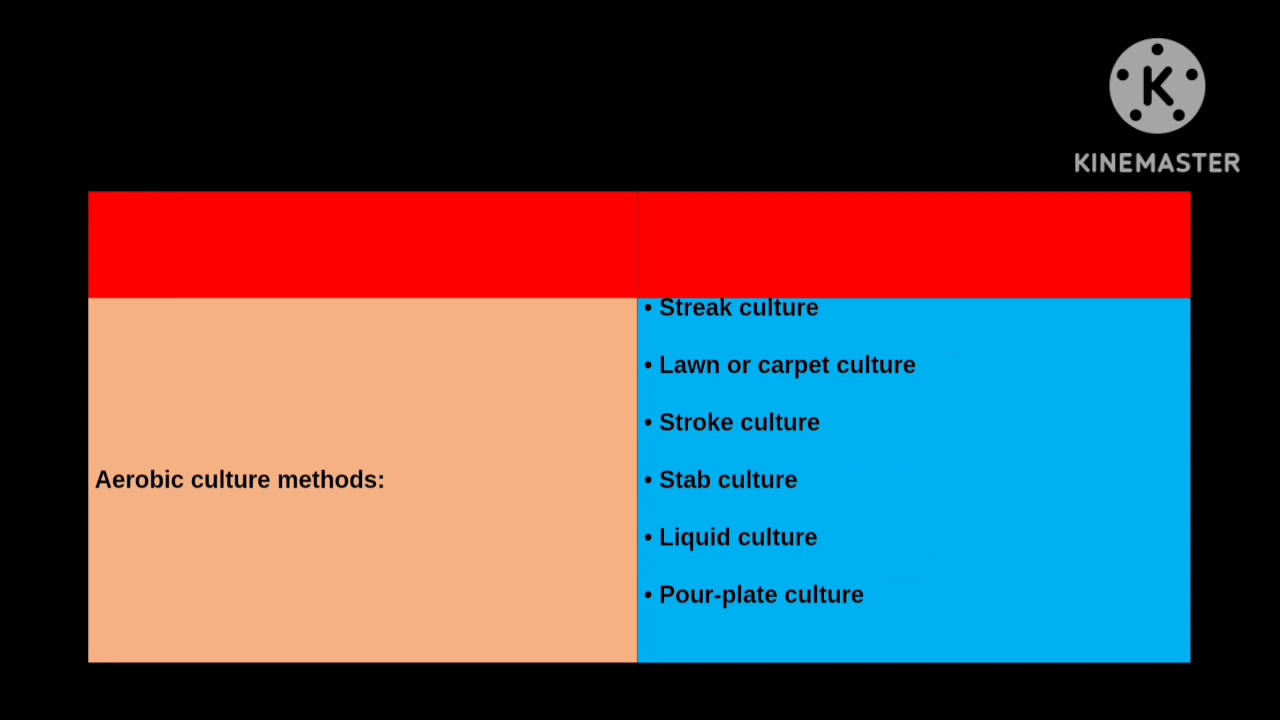 KINEMASTER
• Streak culture
• Lawn or carpet culture
• Stroke culture
Aerobic culture methods:
• Stab culture
• Liquid culture
• Pour-plate culture